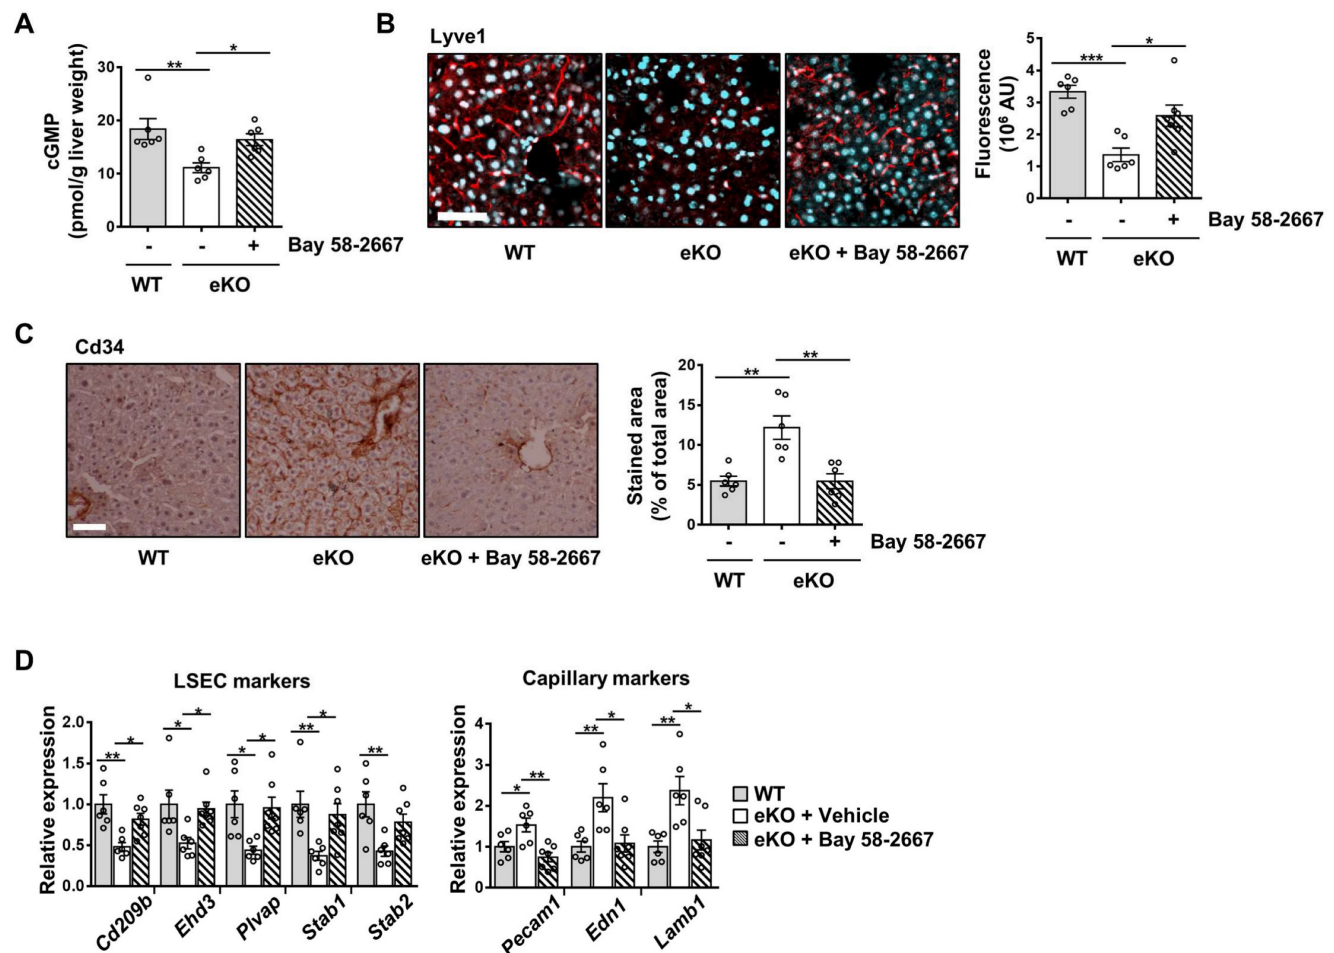 A
cGMP
(pmol/g liver weight)
30
20
10
0
**
*
- - + Bay 58-2667
WT eKO
B
Lyve1
WT eKO eKO + Bay 58-2667
Fluorescence
(10⁶ AU)
5
4
3
2
1
0
***
*
- - + Bay 58-2667
WT eKO
C
Cd34
WT eKO eKO + Bay 58-2667
Stained area
(% of total area)
20
15
10
5
0
**
**
- - + Bay 58-2667
WT eKO
D
LSEC markers
Relative expression
2.0
1.5
1.0
0.5
0.0
** * * * * * ** * **
Cd209b Ehd3 Plvap Stab1 Stab2
Capillary markers
Relative expression
4
3
2
1
0
* ** ** * ** *
Pecam1 Edn1 Lamb1
WT
eKO + Vehicle
eKO + Bay 58-2667